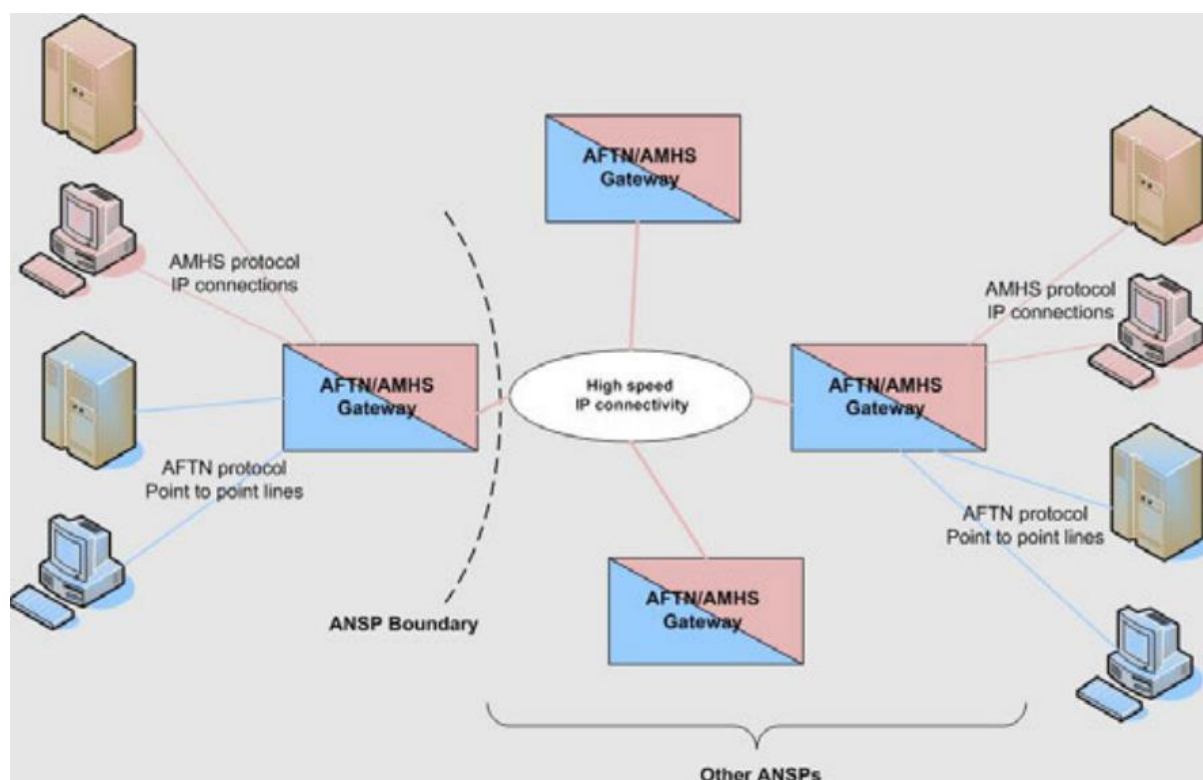 AFTN/AMHS
Gateway
AMHS protocol
IP connections
AMHS protocol
IP connections
AFTN/AMHS
Gateway
High speed
IP connectivity
AFTN/AMHS
Gateway
AFTN protocol
Point to point lines
AFTN protocol
Point to point lines
ANSP Boundary
AFTN/AMHS
Gateway
Other ANSPs